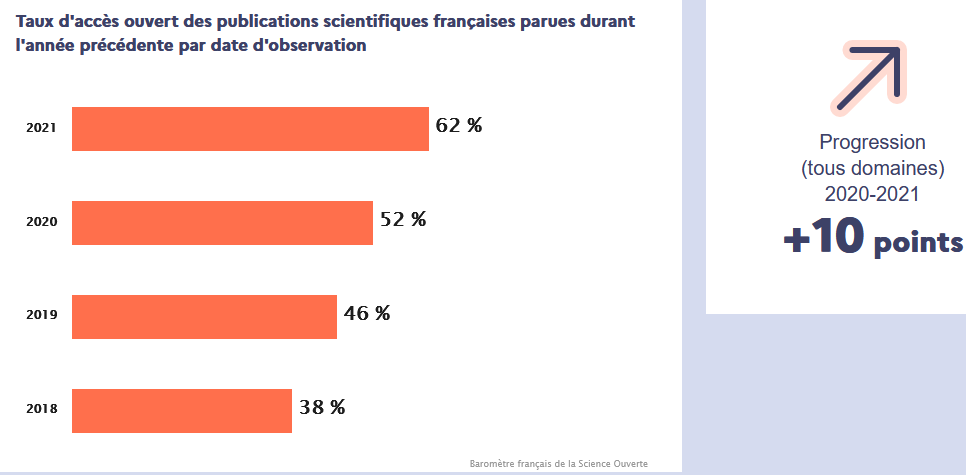 Taux d'accès ouvert des publications scientifiques françaises parues durant
l'année précédente par date d'observation
2021
62 %
2020
52 %
2019
46 %
2018
38 %
Baromètre français de la Science Ouverte
Progression
(tous domaines)
2020-2021
+10 points